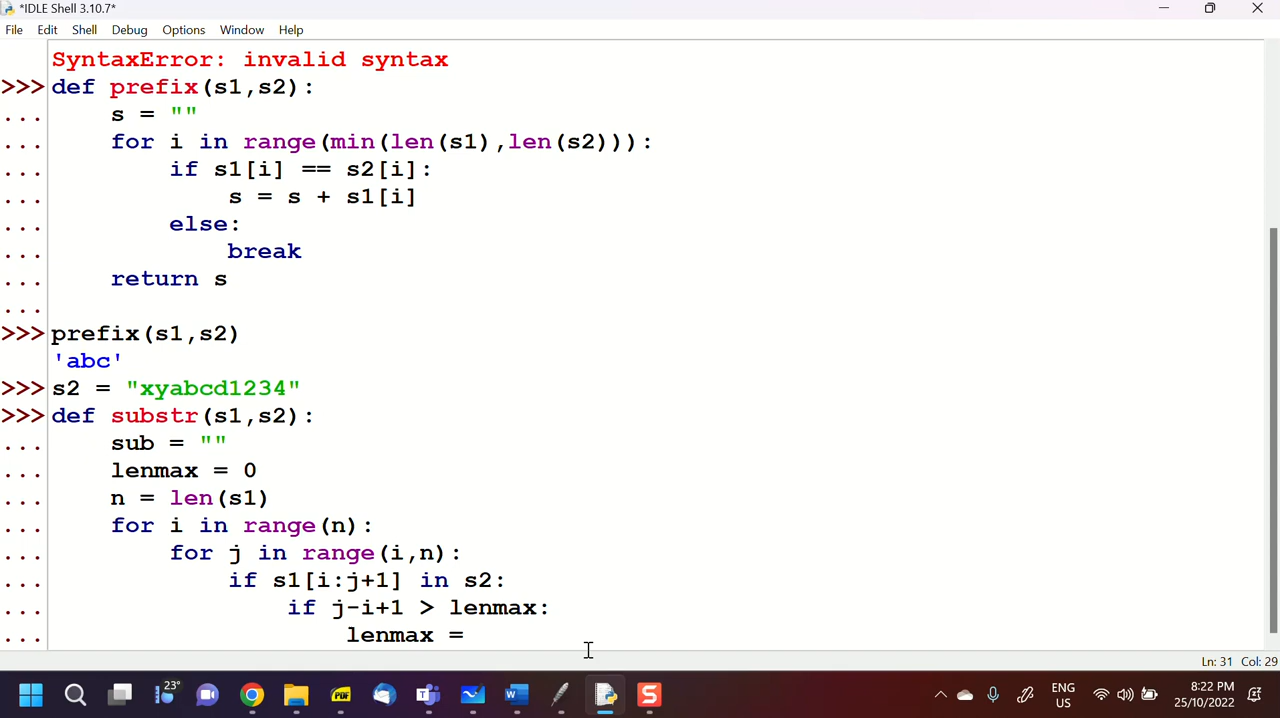 *IDLE Shell 3.10.7*
File Edit Shell Debug Options Window Help
SyntaxError: invalid syntax
>>> def prefix(s1,s2):
...     s = ""
...     for i in range(min(len(s1),len(s2))):
...         if s1[i] == s2[i]:
...             s = s + s1[i]
...         else:
...             break
...     return s
...
>>> prefix(s1,s2)
'abc'
>>> s2 = "xyabcd1234"
>>> def substr(s1,s2):
...     sub = ""
...     lenmax = 0
...     n = len(s1)
...     for i in range(n):
...         for j in range(i,n):
...             if s1[i:j+1] in s2:
...                 if j-i+1 > lenmax:
...                     lenmax =
Ln: 31 Col: 29
23°
PDF
T
W
S
ENG
US
8:22 PM
25/10/2022